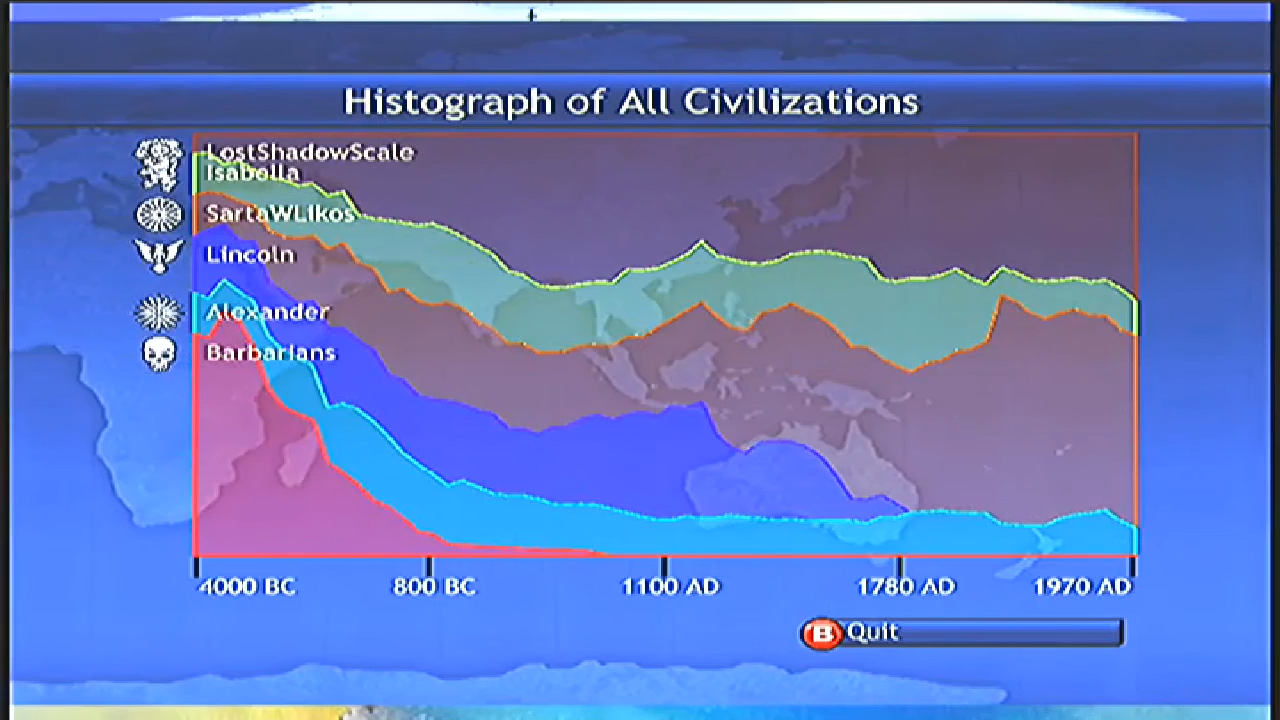 Histograph of All Civilizations
LostShadowScale
Isabella
SartaWLikos
Lincoln
Alexander
Barbarians
4000 BC 800 BC 1100 AD 1780 AD 1970 AD
B Quit